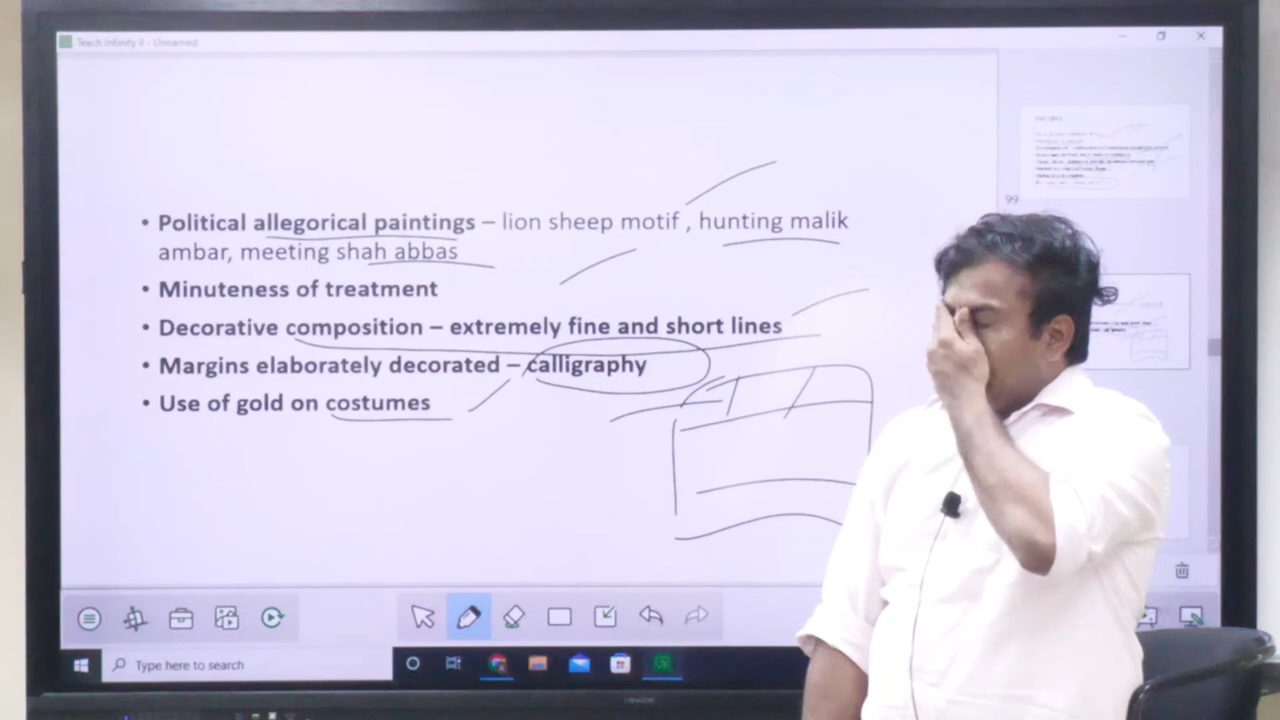 Teach Infinity II - Unnamed
• Political allegorical paintings – lion sheep motif , hunting malik
ambar, meeting shah abbas
• Minuteness of treatment
• Decorative composition – extremely fine and short lines
• Margins elaborately decorated – calligraphy
• Use of gold on costumes
99
Type here to search